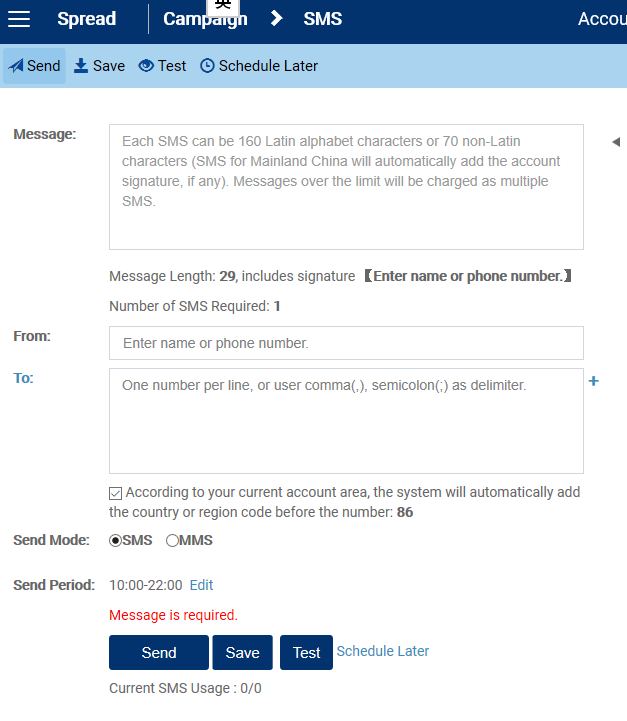 英
Spread Campaign SMS Accou
Send Save Test Schedule Later
Message:
Each SMS can be 160 Latin alphabet characters or 70 non-Latin
characters (SMS for Mainland China will automatically add the account
signature, if any). Messages over the limit will be charged as multiple
SMS.
Message Length: 29, includes signature 【Enter name or phone number.】
Number of SMS Required: 1
From:
Enter name or phone number.
To:
One number per line, or user comma(,), semicolon(;) as delimiter.
+
According to your current account area, the system will automatically add
the country or region code before the number: 86
Send Mode: SMS MMS
Send Period: 10:00-22:00 Edit
Message is required.
Send Save Test Schedule Later
Current SMS Usage : 0/0